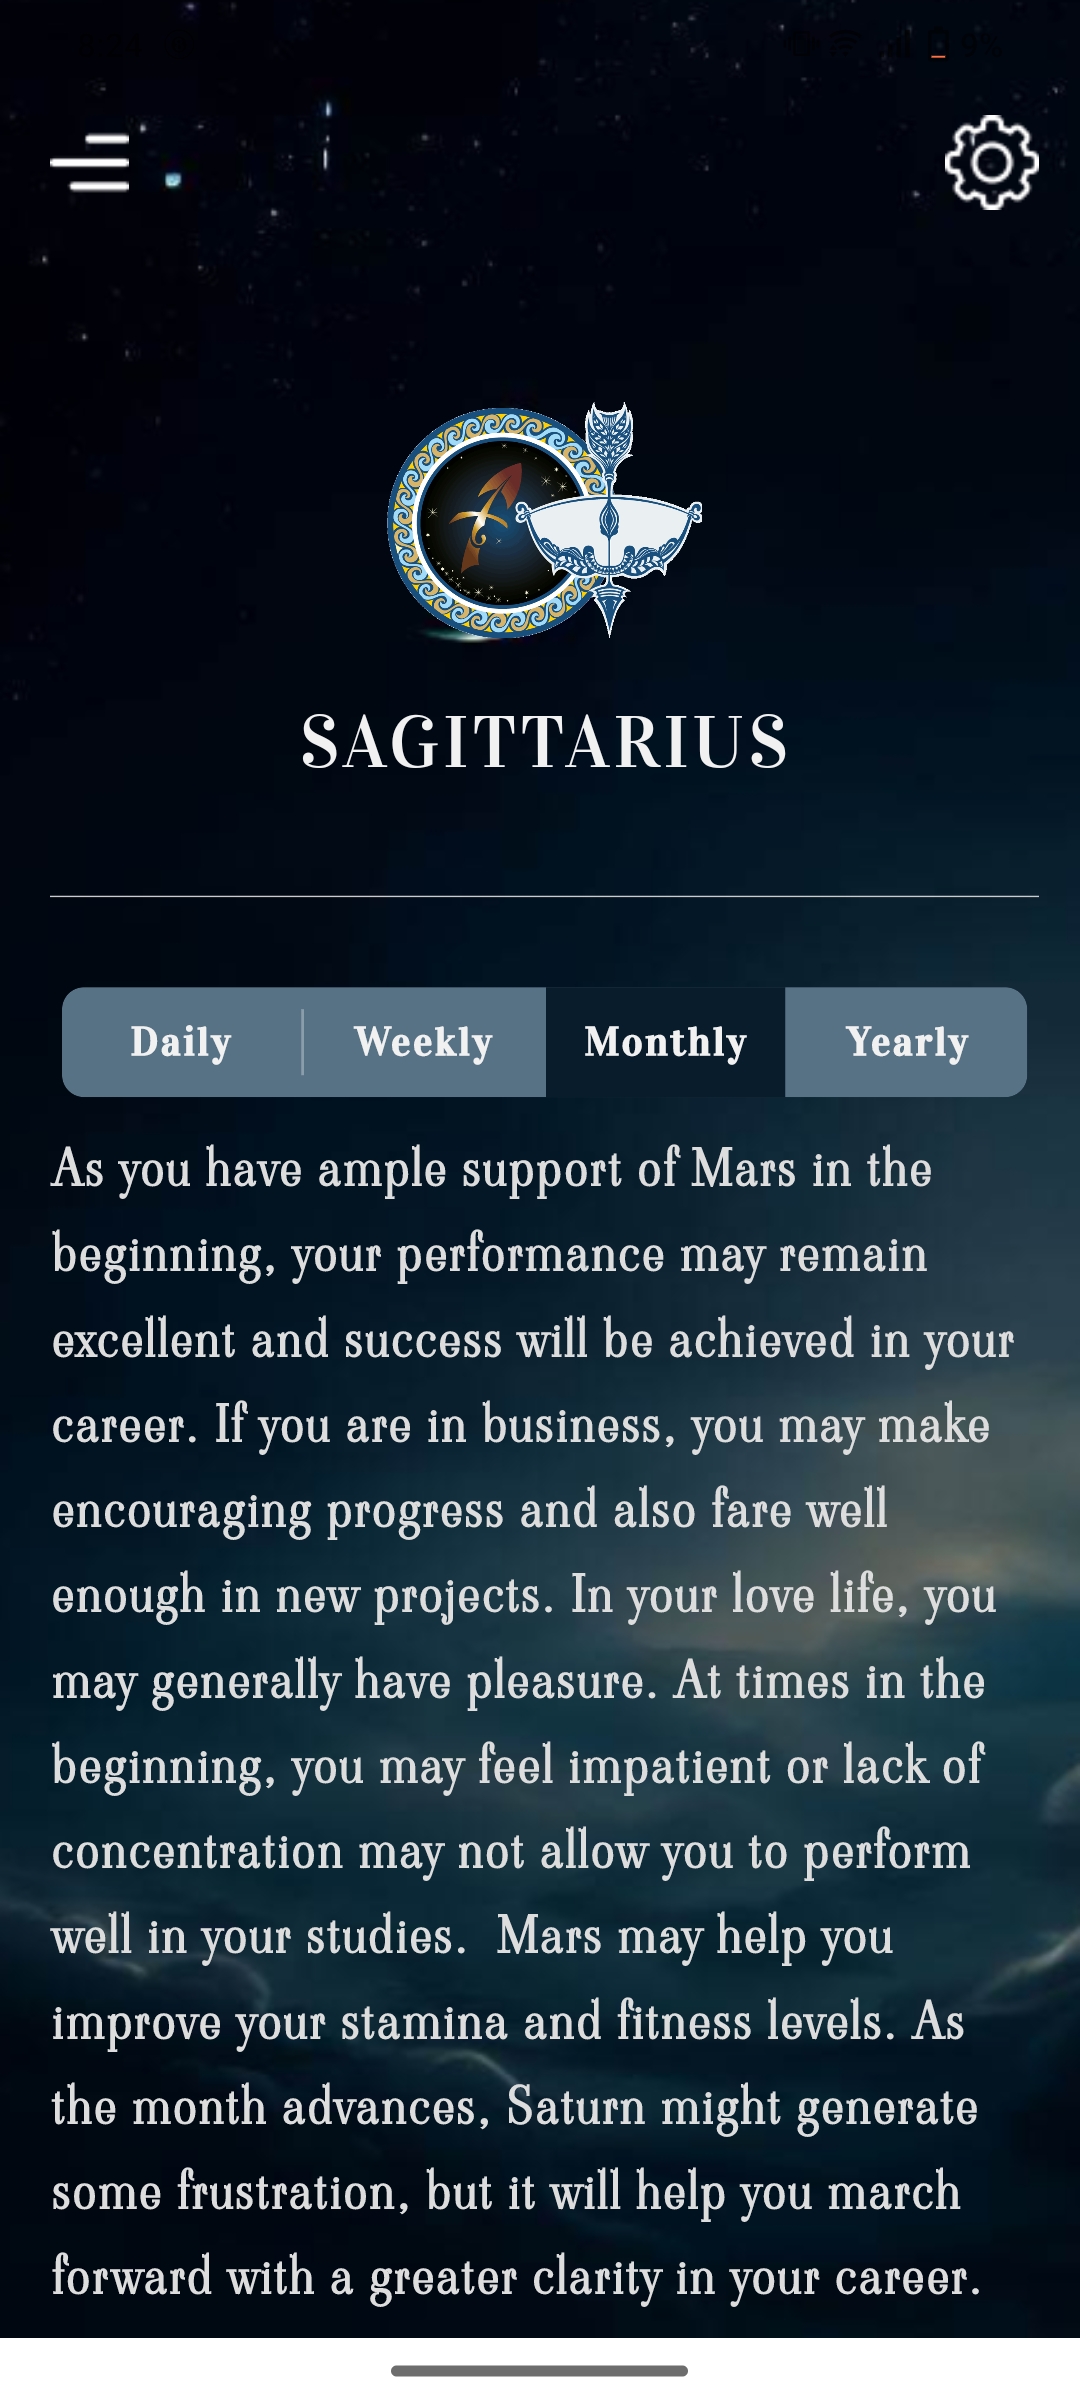 SAGITTARIUS
Daily
Weekly
Monthly
Yearly
As you have ample support of Mars in the
beginning, your performance may remain
excellent and success will be achieved in your
career. If you are in business, you may make
encouraging progress and also fare well
enough in new projects. In your love life, you
may generally have pleasure. At times in the
beginning, you may feel impatient or lack of
concentration may not allow you to perform
well in your studies.  Mars may help you
improve your stamina and fitness levels. As
the month advances, Saturn might generate
some frustration, but it will help you march
forward with a greater clarity in your career.